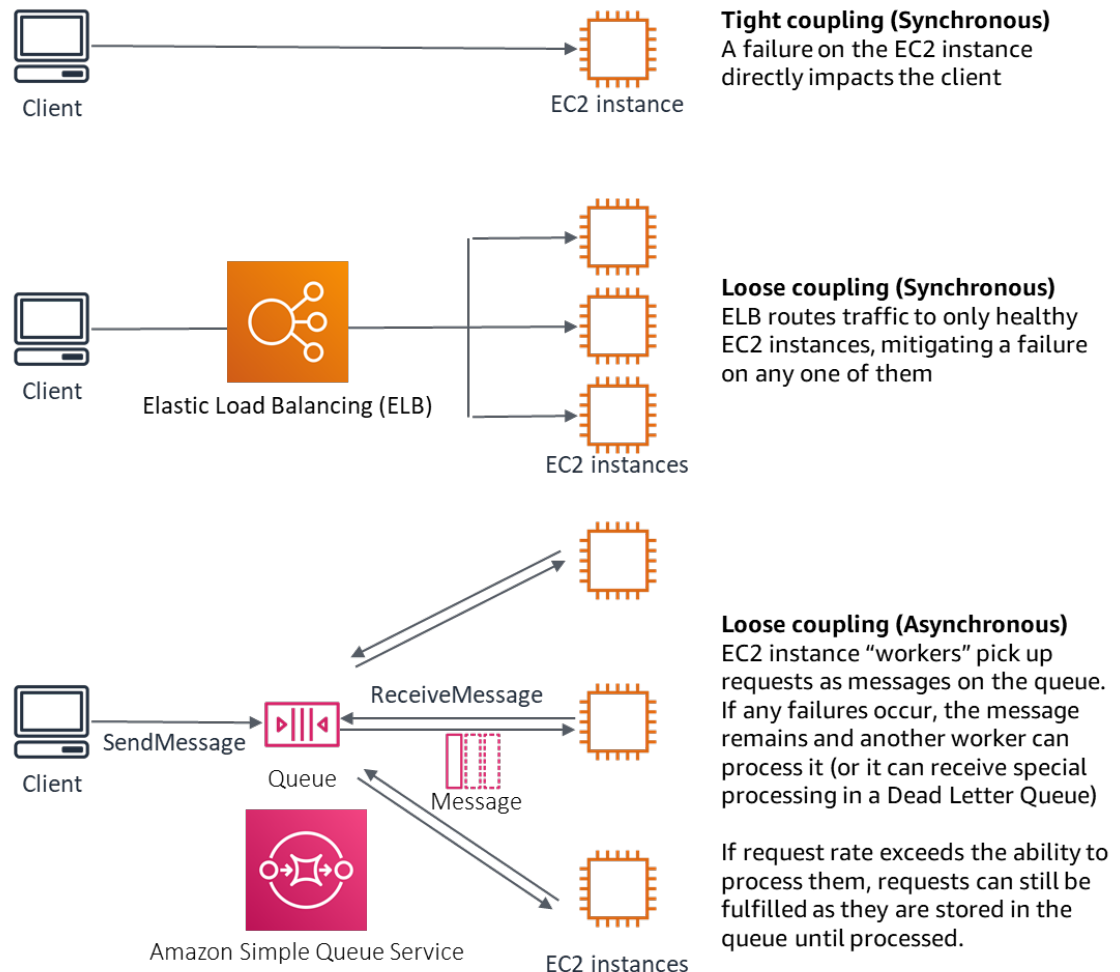 Client
EC2 instance
Tight coupling (Synchronous)
A failure on the EC2 instance
directly impacts the client
Client
Elastic Load Balancing (ELB)
EC2 instances
Loose coupling (Synchronous)
ELB routes traffic to only healthy
EC2 instances, mitigating a failure
on any one of them
Client
SendMessage
Queue
ReceiveMessage
Message
Amazon Simple Queue Service
EC2 instances
Loose coupling (Asynchronous)
EC2 instance “workers” pick up
requests as messages on the queue.
If any failures occur, the message
remains and another worker can
process it (or it can receive special
processing in a Dead Letter Queue)
If request rate exceeds the ability to
process them, requests can still be
fulfilled as they are stored in the
queue until processed.